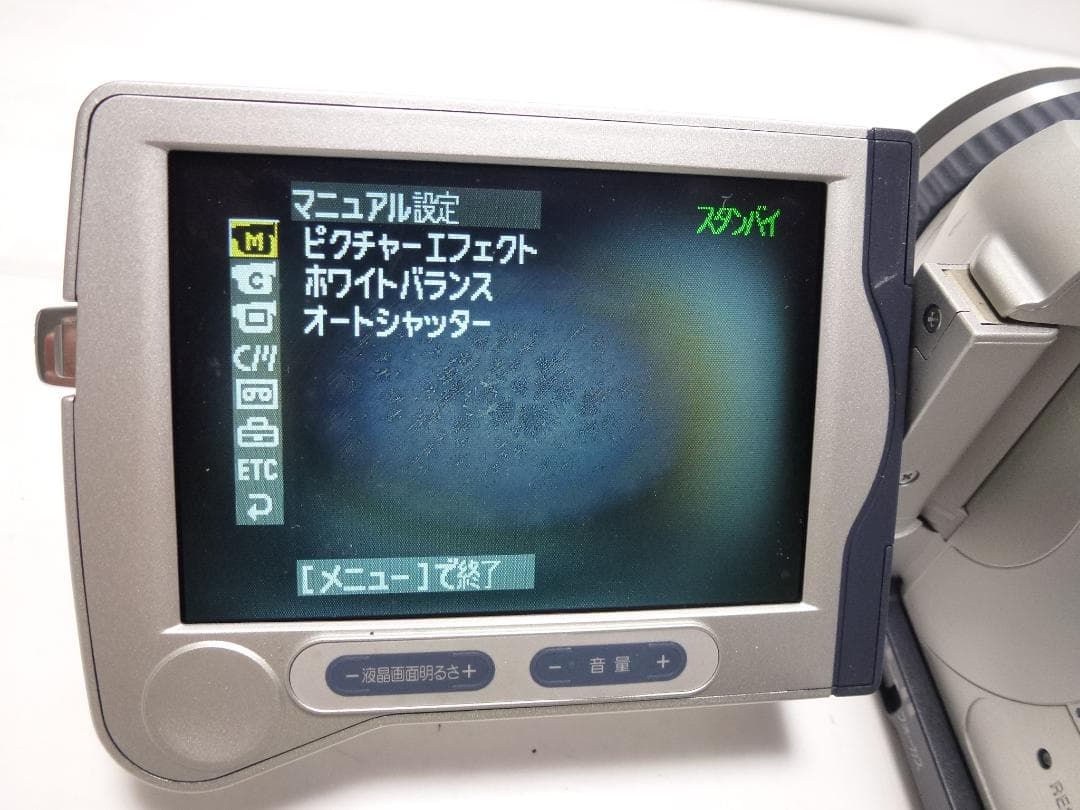 マニュアル設定
スタンバイ
M
ピクチャーエフェクト
C
ホワイトバランス
オートシャッター
ETC
[メニュー]で終了
−液晶画面明るさ+
− 音量 +